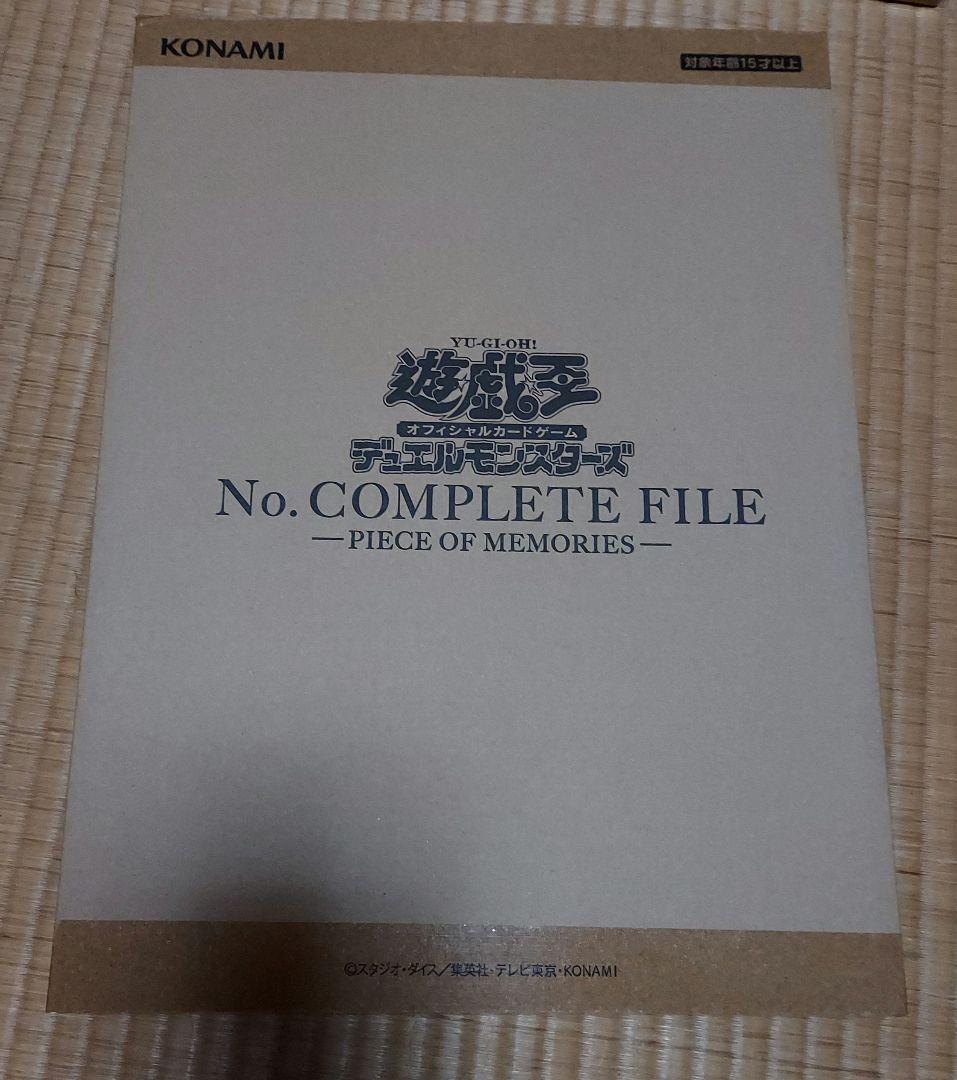 KONAMI
対象年齢15才以上
YU-GI-OH!
遊戯王
オフィシャルカードゲーム
デュエルモンスターズ
No. COMPLETE FILE
—PIECE OF MEMORIES—
©スタジオ・ダイス/集英社・テレビ東京・KONAMI